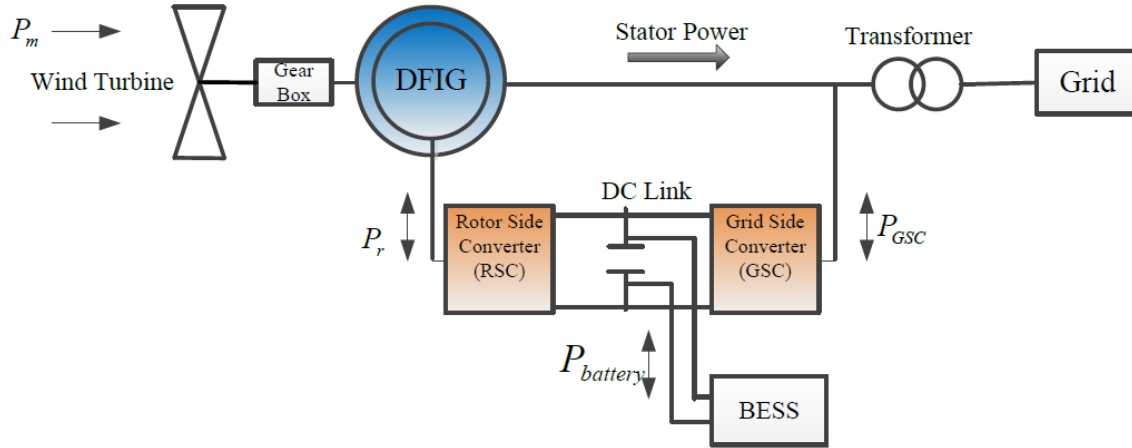 P_m
Wind Turbine
Gear
Box
DFIG
Stator Power
Transformer
Grid
DC Link
P_r
Rotor Side
Converter
(RSC)
Grid Side
Converter
(GSC)
P_GSC
P_battery
BESS